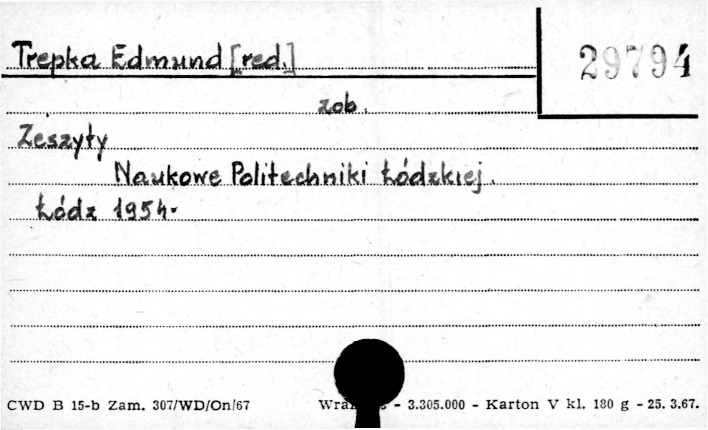 Trepka Edmund [red.]
29794
zob.
Zeszyty
Naukowe Politechniki Łódzkiej.
Łódź 1954-
CWD B 15-b Zam. 307/WD/On/67
- 3.305.000 - Karton V kl. 180 g - 25. 3.67.